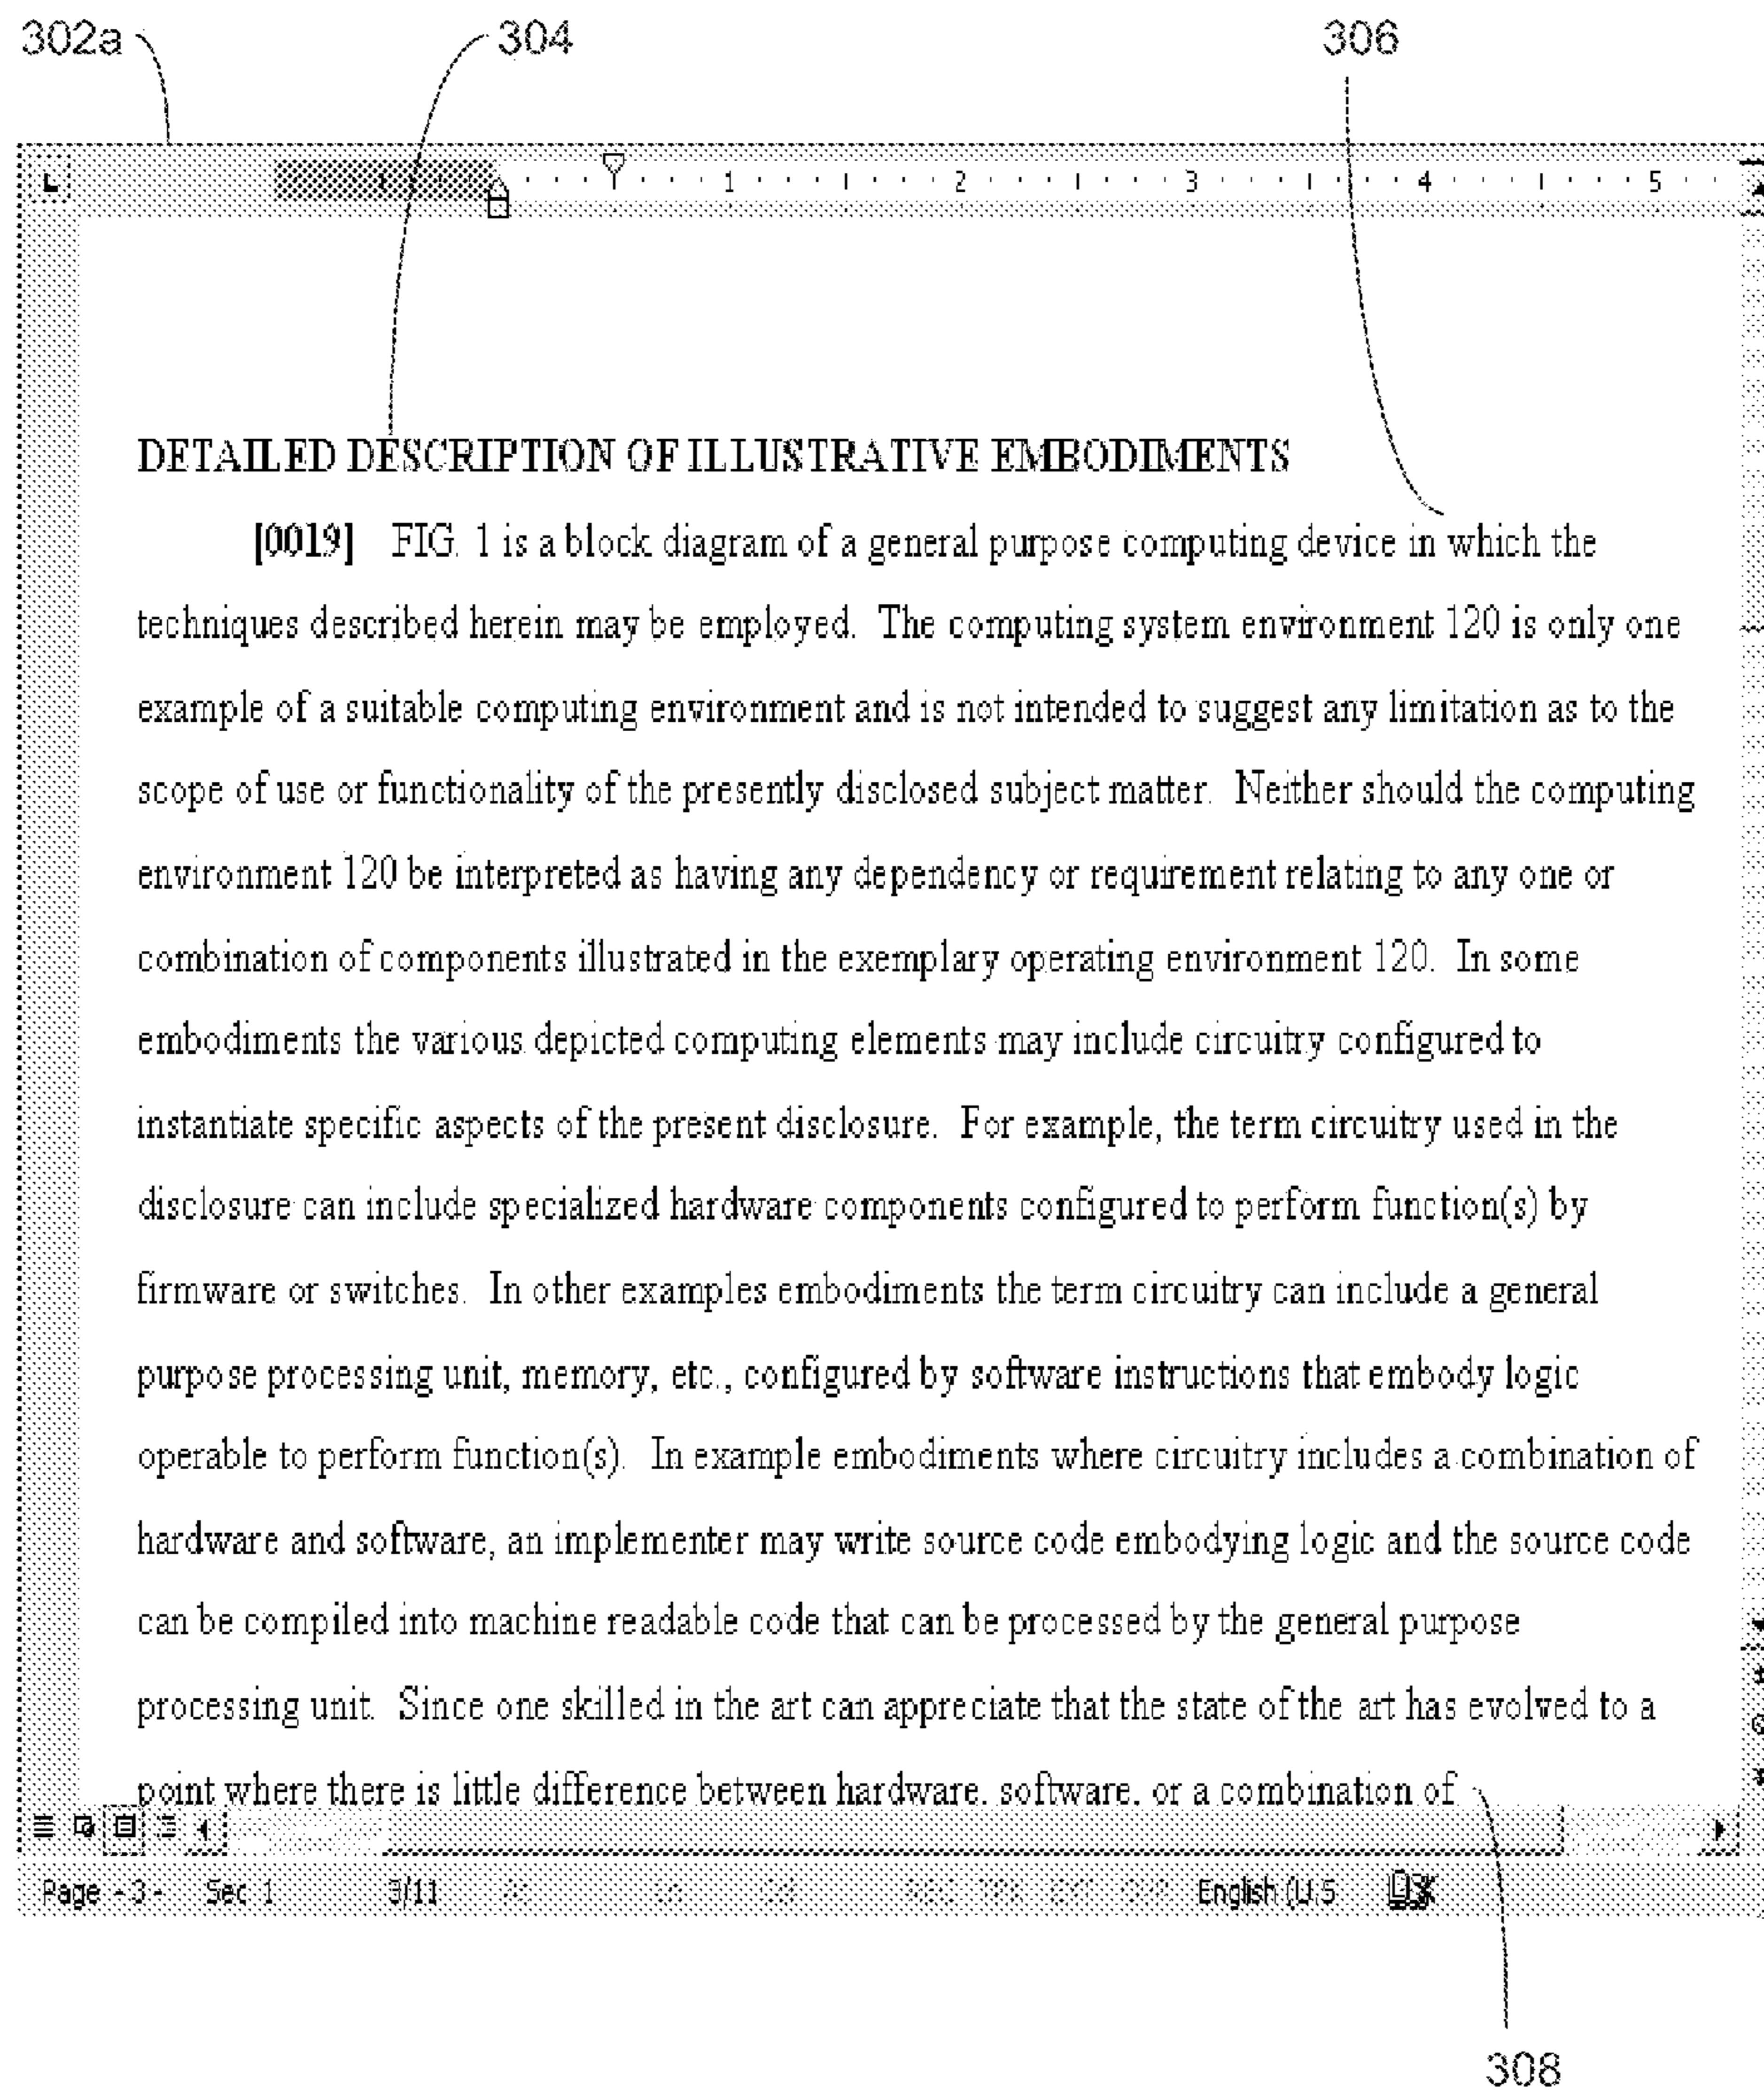 302a 304 306
1 2 3 4 5
DETAILED DESCRIPTION OF ILLUSTRATIVE EMBODIMENTS
[0019] FIG. 1 is a block diagram of a general purpose computing device in which the
techniques described herein may be employed. The computing system environment 120 is only one
example of a suitable computing environment and is not intended to suggest any limitation as to the
scope of use or functionality of the presently disclosed subject matter. Neither should the computing
environment 120 be interpreted as having any dependency or requirement relating to any one or
combination of components illustrated in the exemplary operating environment 120. In some
embodiments the various depicted computing elements may include circuitry configured to
instantiate specific aspects of the present disclosure. For example, the term circuitry used in the
disclosure can include specialized hardware components configured to perform function(s) by
firmware or switches. In other examples embodiments the term circuitry can include a general
purpose processing unit, memory, etc., configured by software instructions that embody logic
operable to perform function(s). In example embodiments where circuitry includes a combination of
hardware and software, an implementer may write source code embodying logic and the source code
can be compiled into machine readable code that can be processed by the general purpose
processing unit. Since one skilled in the art can appreciate that the state of the art has evolved to a
point where there is little difference between hardware, software, or a combination of
Page -3- Sec 1 3/11 English (U.S
308